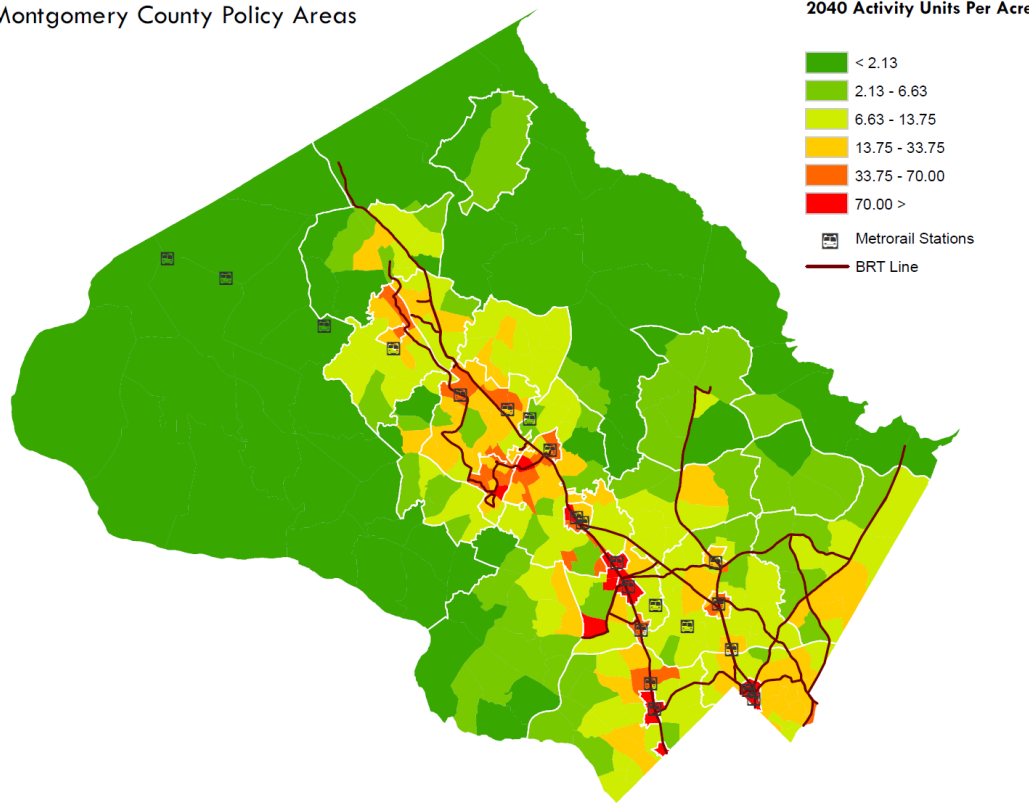 Montgomery County Policy Areas
2040 Activity Units Per Acre
< 2.13
2.13 - 6.63
6.63 - 13.75
13.75 - 33.75
33.75 - 70.00
70.00 >
Metrorail Stations
BRT Line